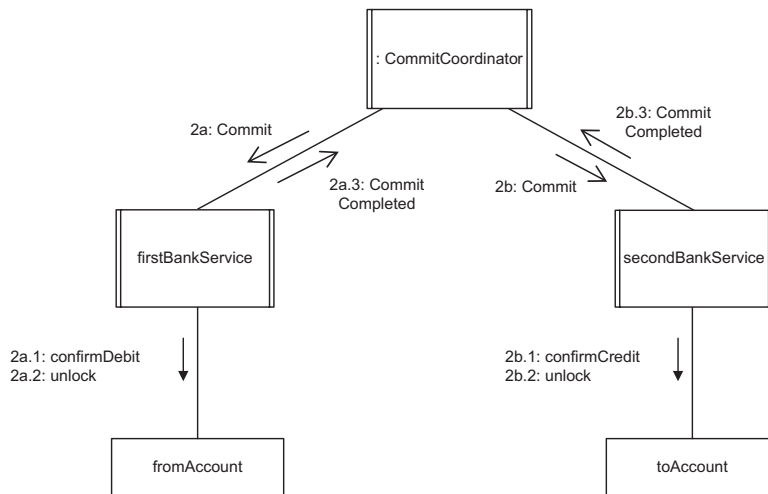 : CommitCoordinator
2a: Commit
2b.3: Commit
Completed
2a.3: Commit
Completed
2b: Commit
firstBankService
secondBankService
2a.1: confirmDebit
2a.2: unlock
2b.1: confirmCredit
2b.2: unlock
fromAccount
toAccount